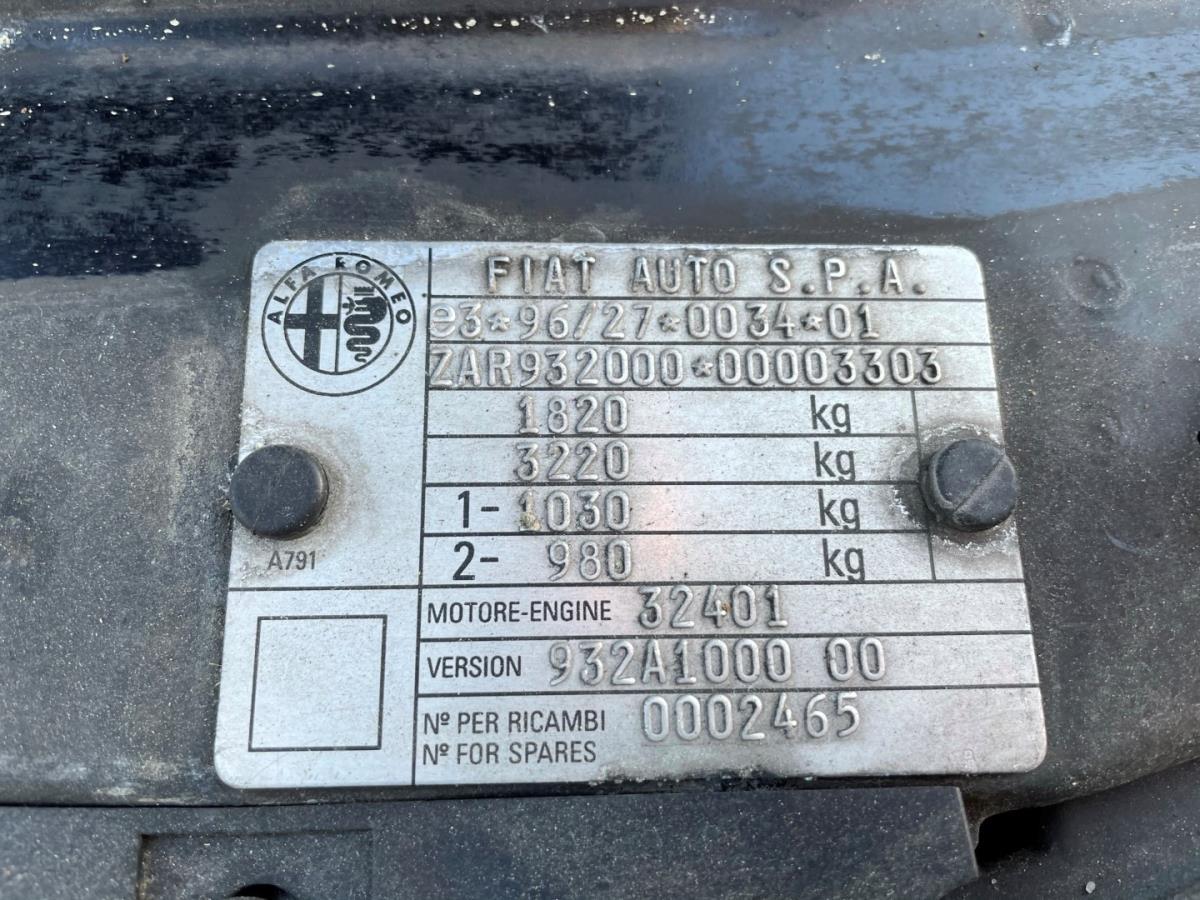 ALFA ROMEO
FIAT AUTO S.P.A.
e3*96/27*0034*01
ZAR932000*00003303
1820 kg
3220 kg
1- 1030 kg
2- 980 kg
A791
MOTORE-ENGINE 32401
VERSION 932A1000 00
Nº PER RICAMBI 0002465
Nº FOR SPARES